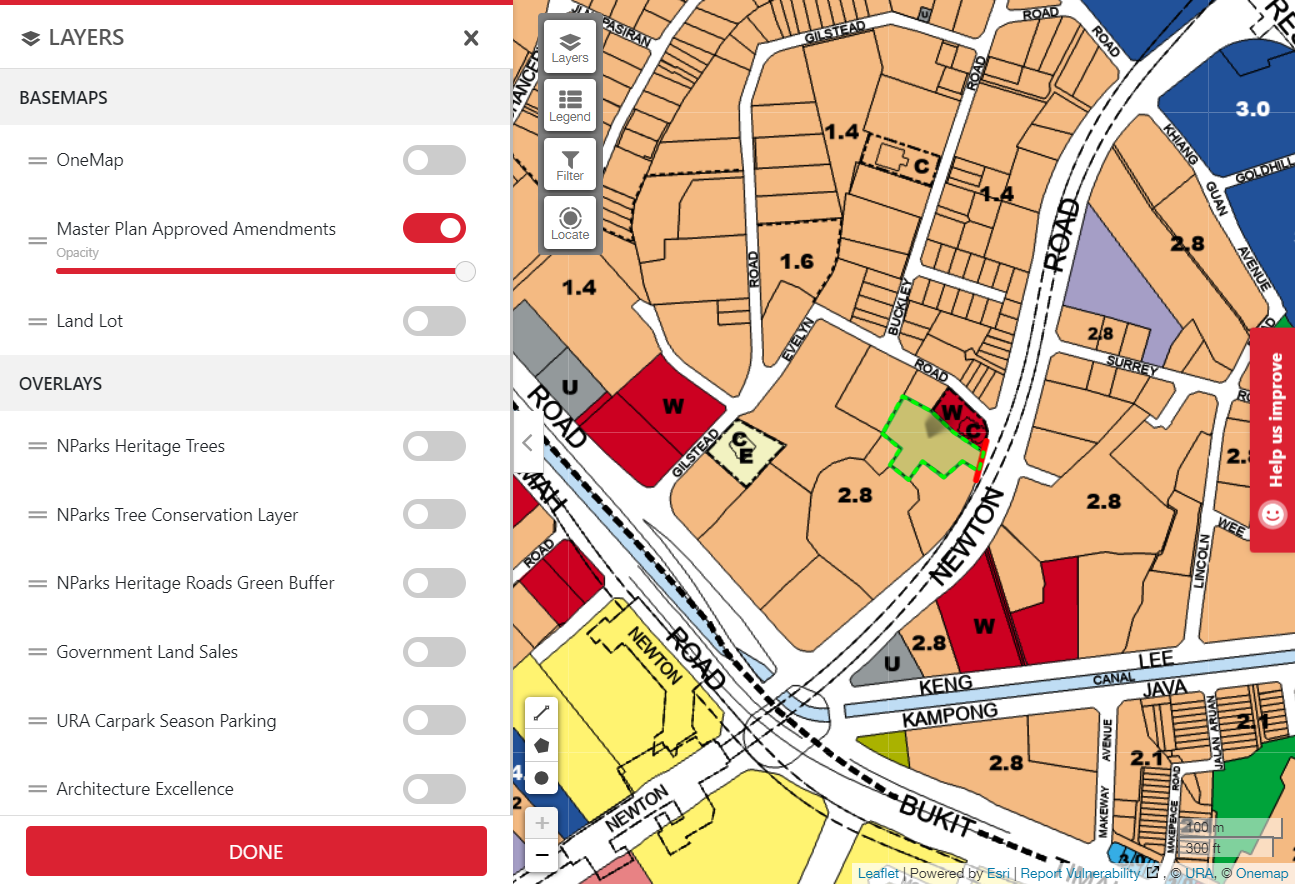 LAYERS
BASEMAPS
OneMap
Master Plan Approved Amendments
Opacity
Land Lot
OVERLAYS
NParks Heritage Trees
NParks Tree Conservation Layer
NParks Heritage Roads Green Buffer
Government Land Sales
URA Carpark Season Parking
Architecture Excellence
DONE
Layers
Legend
Filter
Locate
PASIRAN
GILSTEAD
U
ROAD
ROAD
ROAD
3.0
KHIANG
GOLDHILL
GUAN
AVENUE
1.4
C
1.4
ROAD
2.8
1.6
ROAD
1.4
BUCKLEY
EVELYN
2.8
SURREY
ROAD
U
W
W
C
ROAD
GILSTEAD
C
E
2.8
2.8
NEWTON
WEE
LINCOLN
ROAD
W
2.8
U
NEWTON
ROAD
LEE
KENG
CANAL
JAVA
KAMPONG
JALAN ARUAN
2.1
AVENUE
2.8
2.1
MAKEWAY
MAKEPEACE ROAD
NEWTON
BUKIT
3.0
Help us improve
+
−
100 m
300 ft
Leaflet | Powered by Esri | Report Vulnerability , © URA, © Onemap